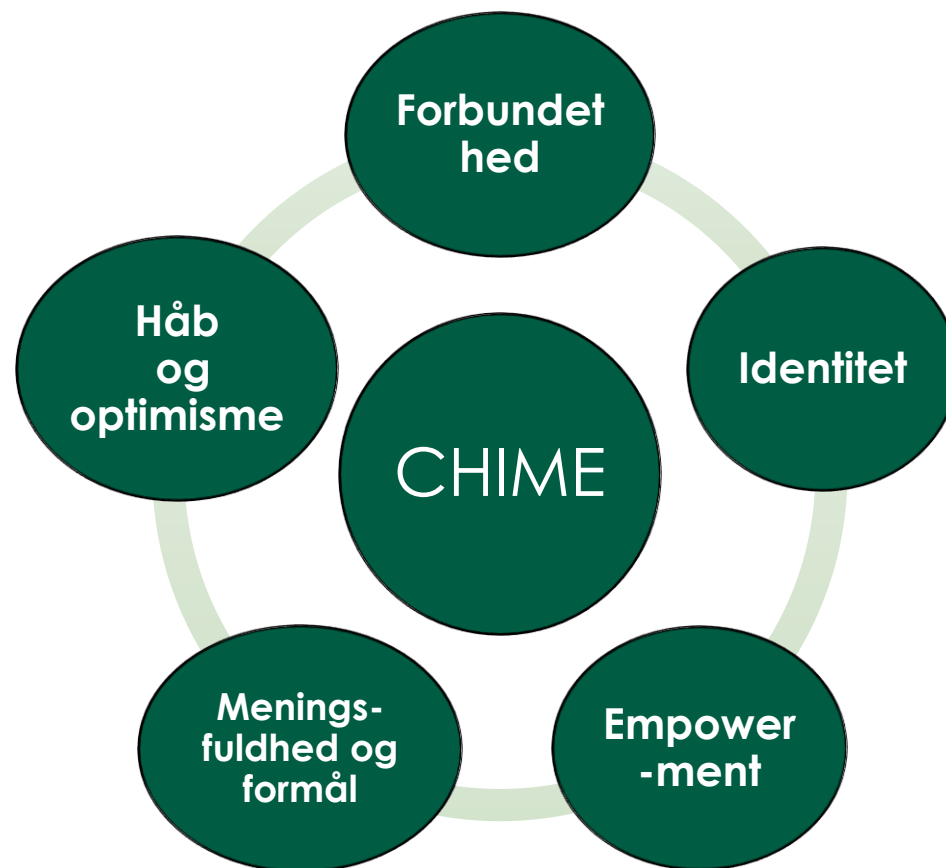 Forbundet
hed
Identitet
Empower
-ment
Menings-
fuldhed og
formål
Håb
og
optimisme
CHIME